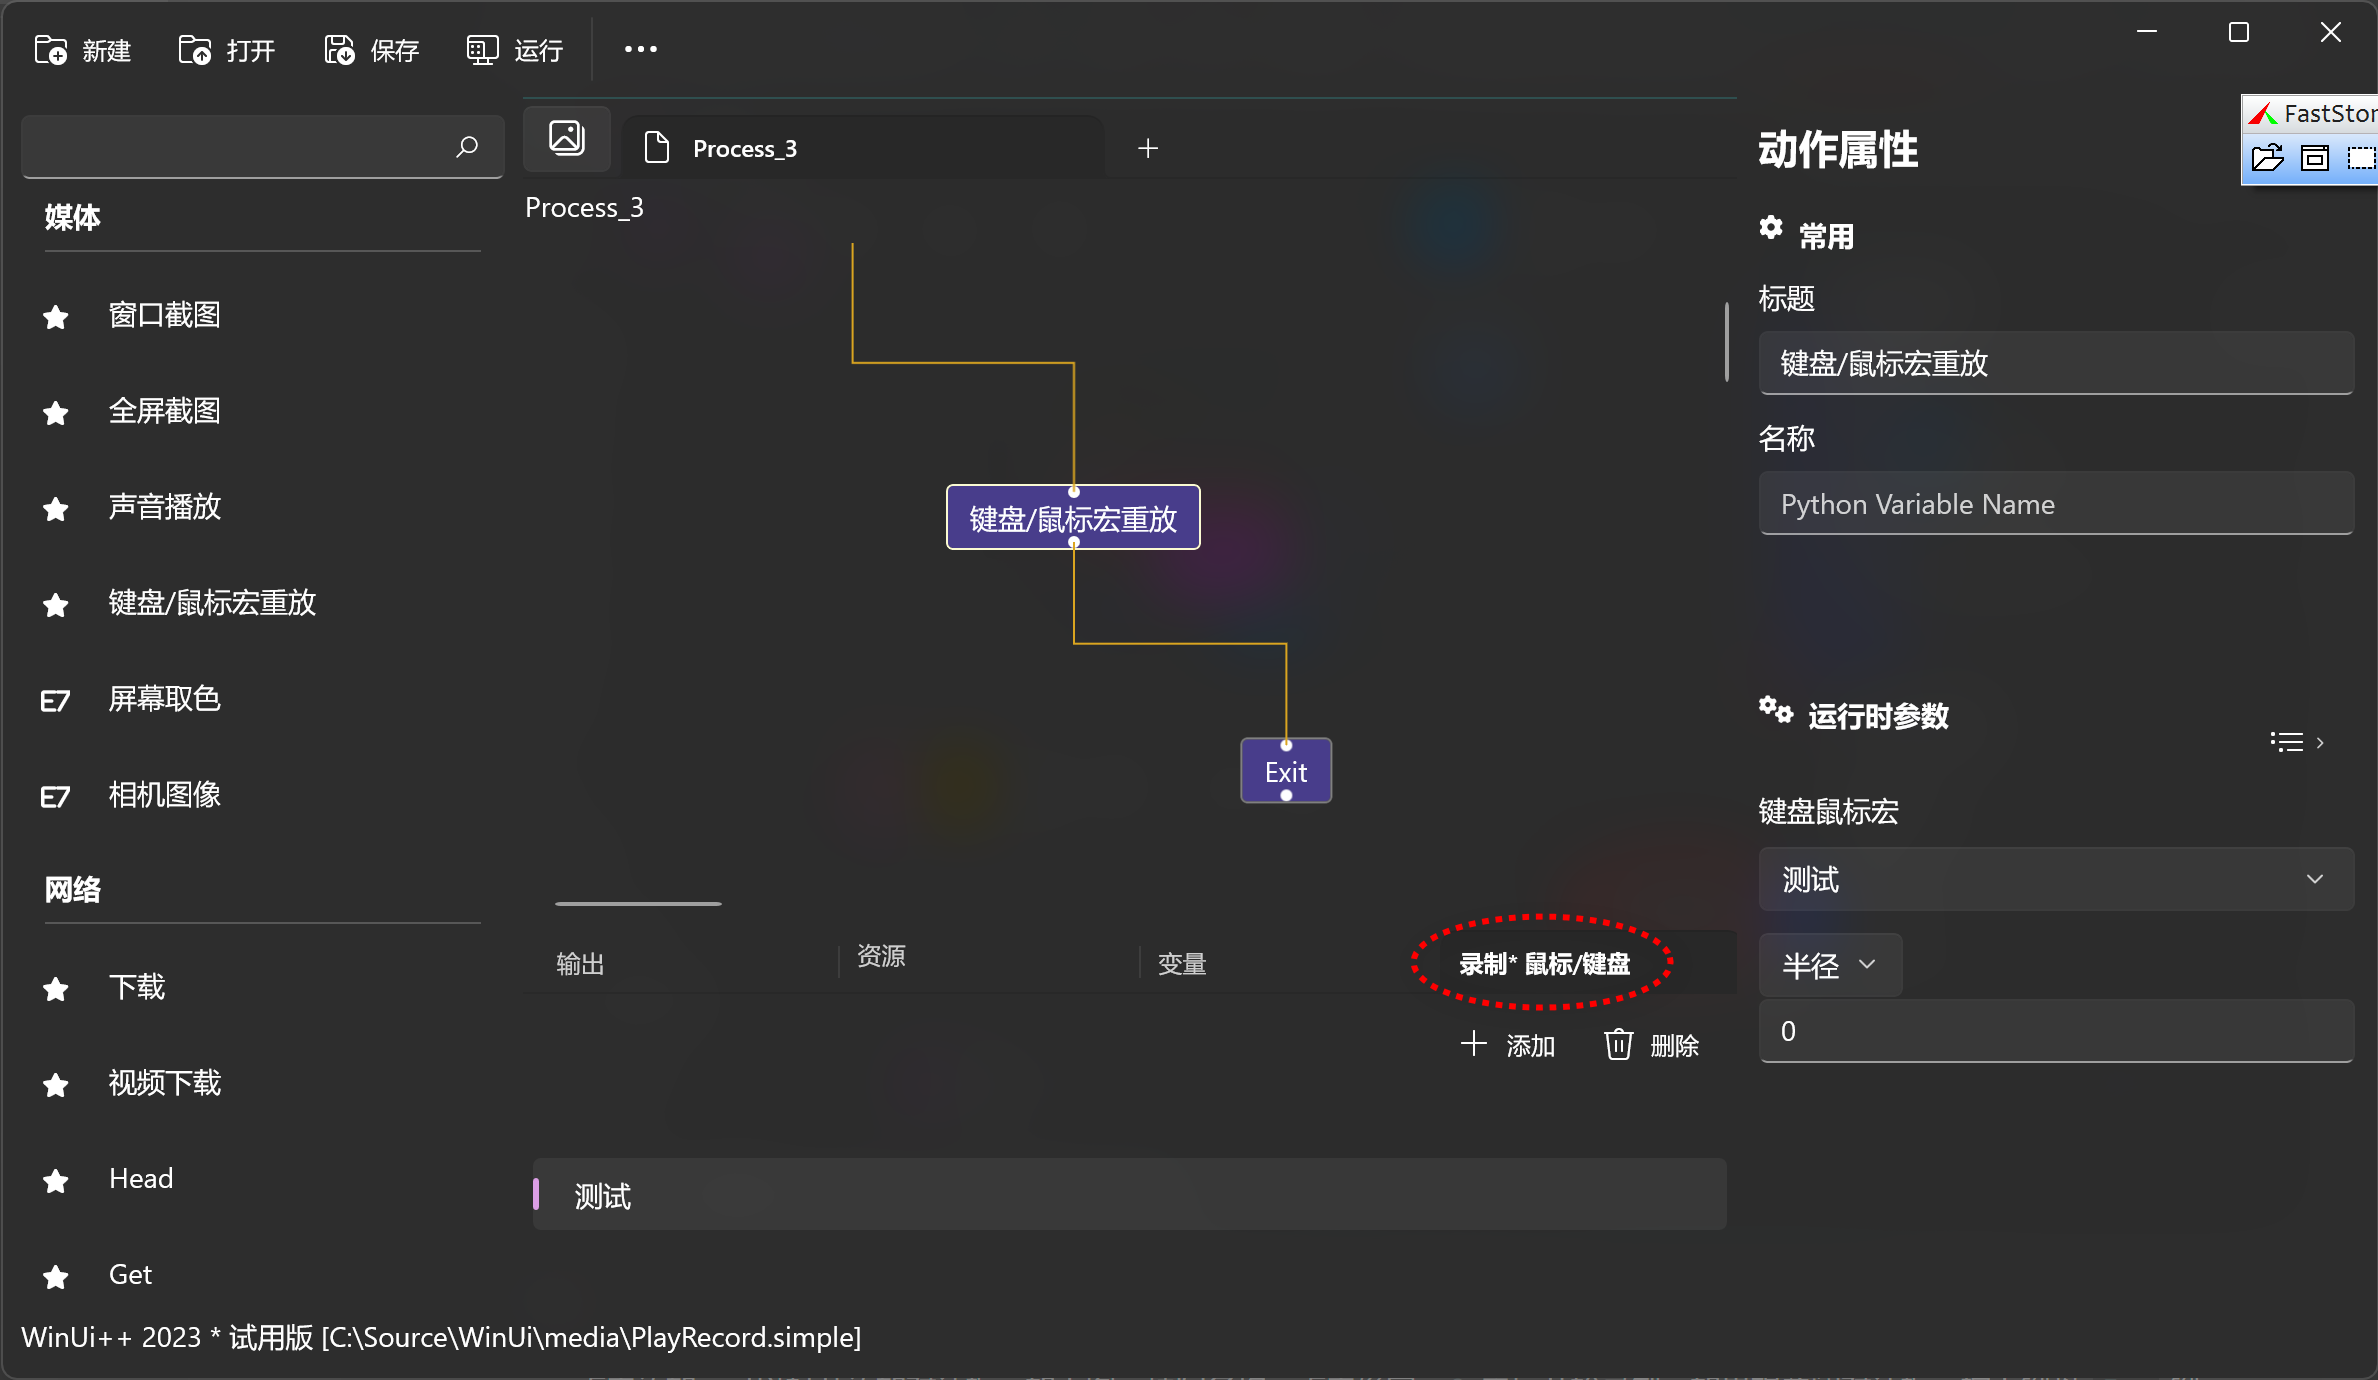 新建
打开
保存
运行
FastStor
Process_3
动作属性
媒体
Process_3
常用
标题
窗口截图
键盘/鼠标宏重放
全屏截图
名称
声音播放
Python Variable Name
键盘/鼠标宏重放
键盘/鼠标宏重放
屏幕取色
运行时参数
Exit
相机图像
键盘鼠标宏
测试
网络
输出
资源
变量
录制* 鼠标/键盘
半径
下载
0
添加
删除
视频下载
Head
测试
Get
WinUi++ 2023 * 试用版 [C:\Source\WinUi\media\PlayRecord.simple]